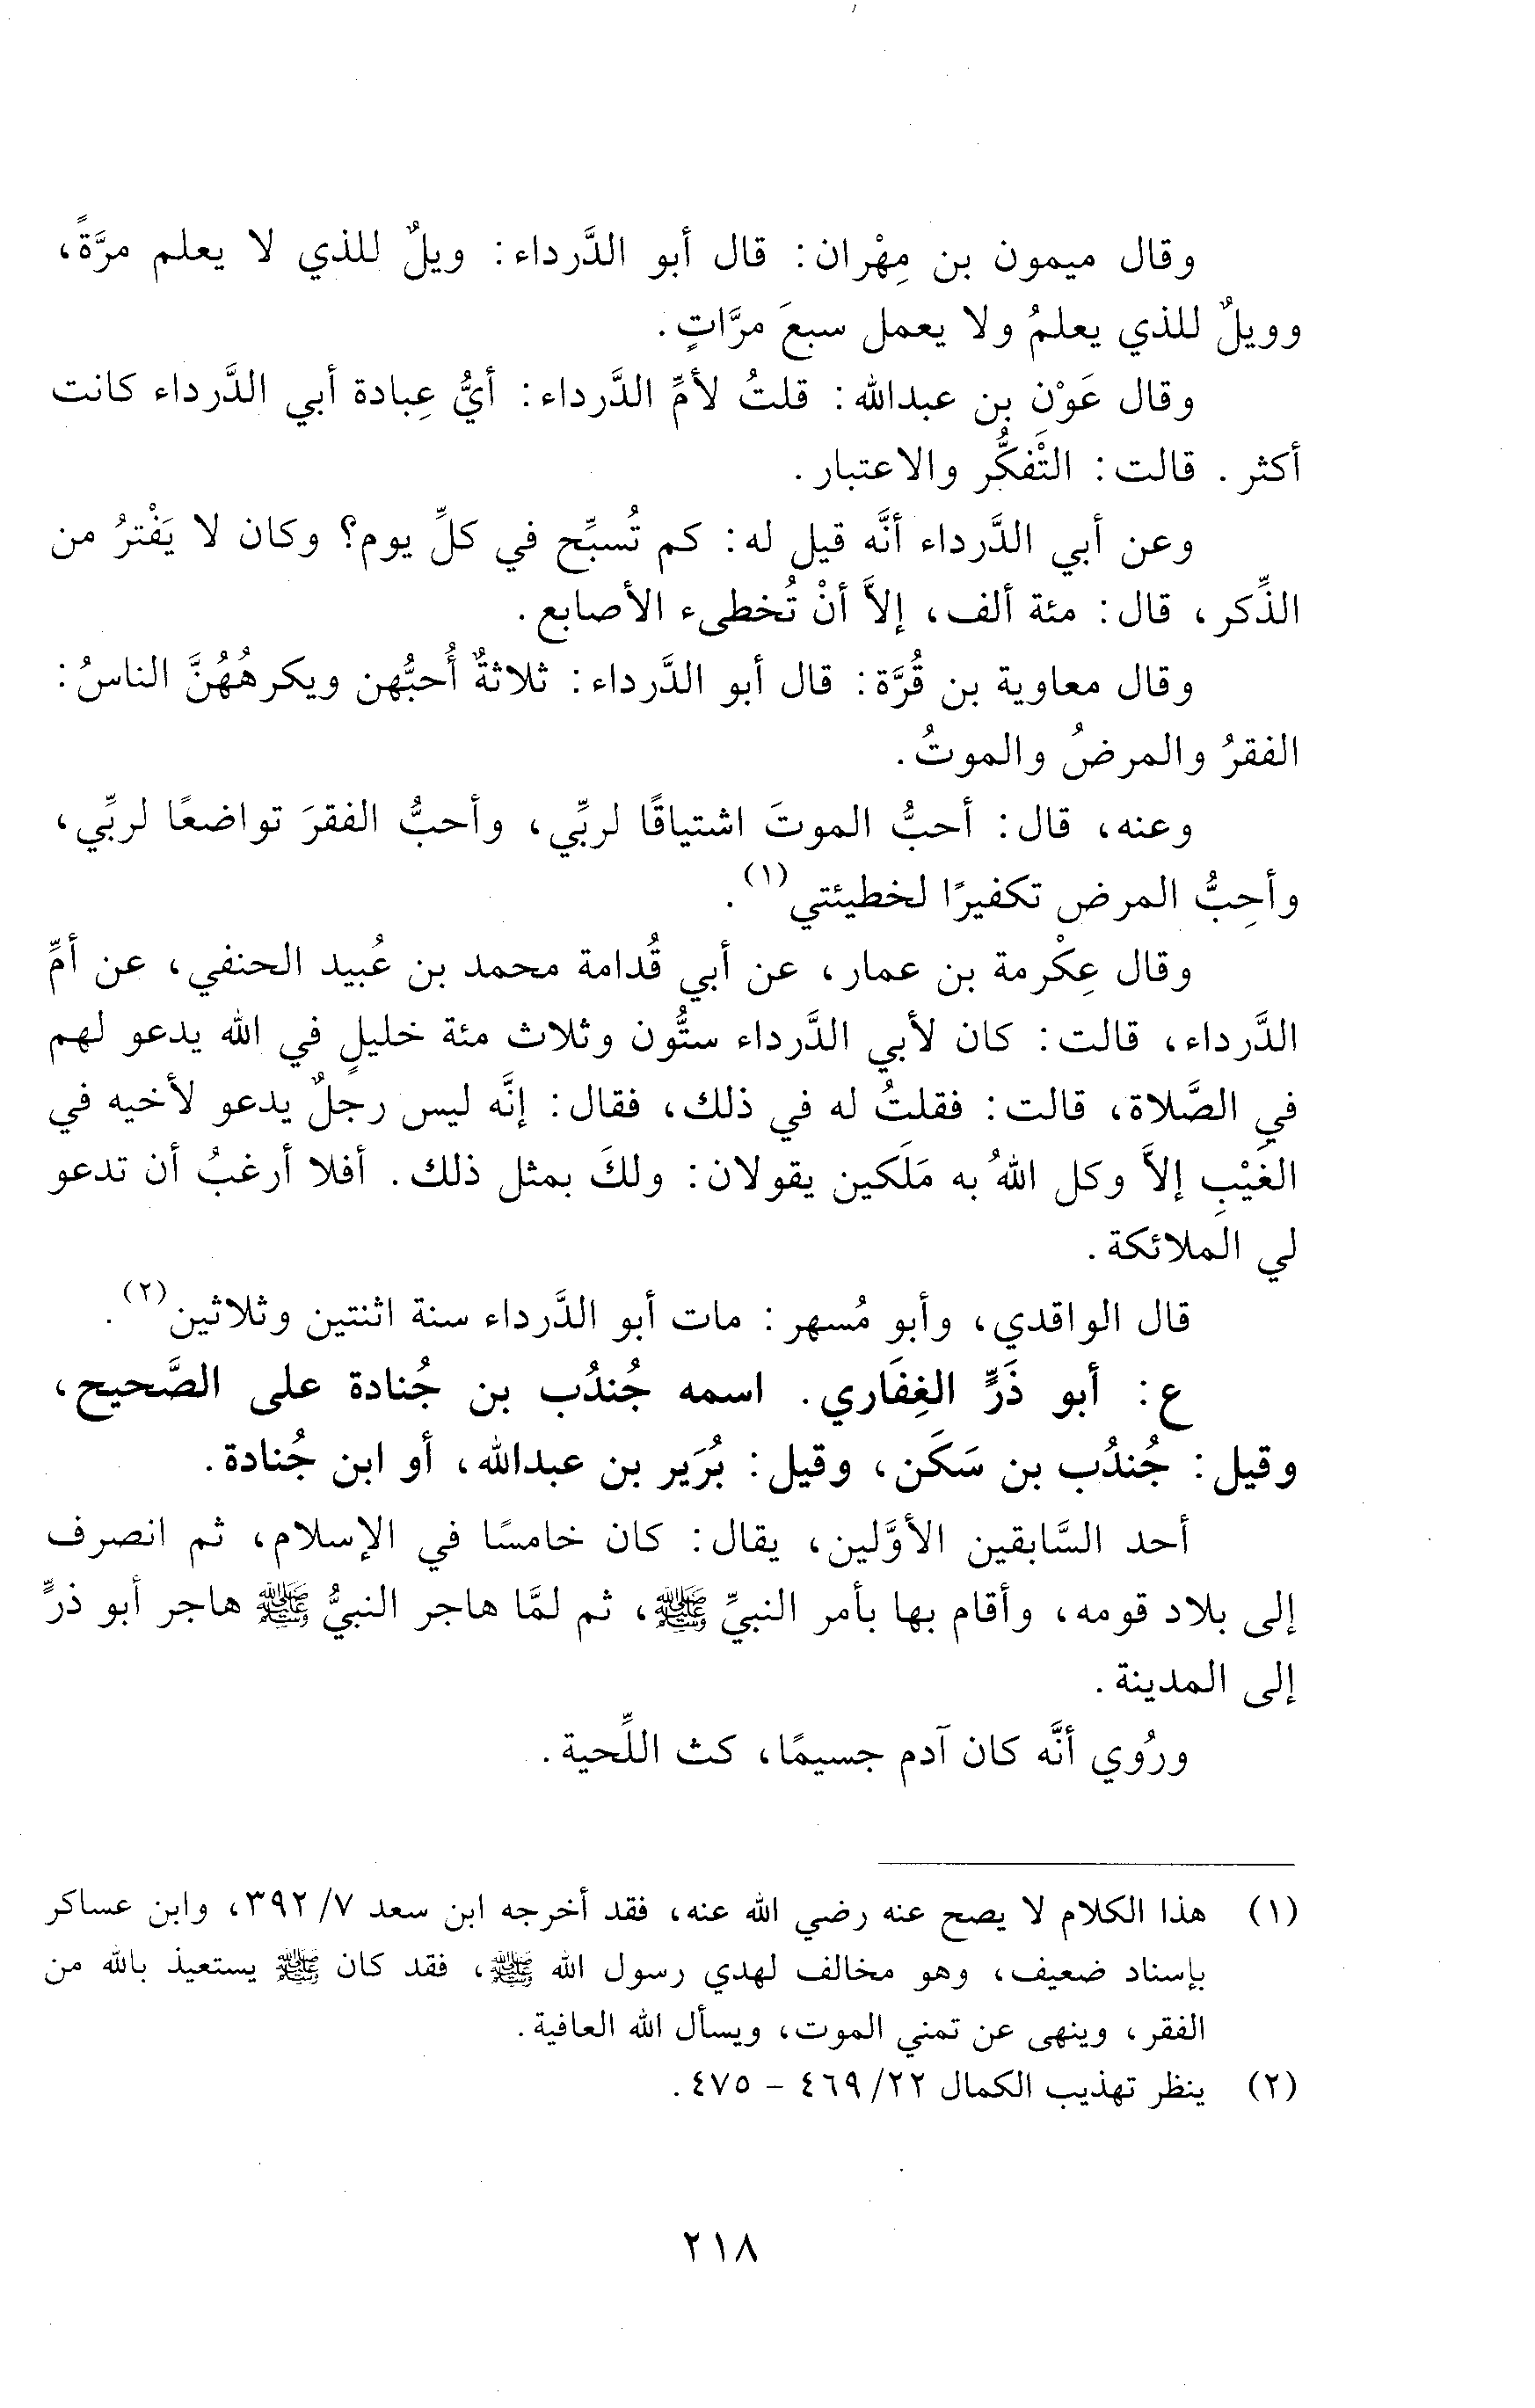 وقال ميمون بن مِهْران: قال أبو الدَّرداء: ويلٌ للذي لا يعلم مرَّةً،
وويلٌ للذي يعلمُ ولا يعمل سبعَ مرَّاتٍ.
وقال عَوْنِ بن عبدالله: قلتُ لأمِّ الدَّرداء: أيُّ عِبادة أبي الدَّرداء كانت
أكثر. قالت: التَّفكُّر والاعتبار.
وعن أبي الدَّرداء أنَّه قيل له: كم تُسبِّح في كلِّ يوم؟ وكان لا يَفْترُ من
الذِّكر، قال: مئة ألف، إلاَّ أنْ تُخطىء الأصابع.
وقال معاوية بن قُرَّة: قال أبو الدَّرداء: ثلاثةٌ أُحبُّهن ويكرهُهُنَّ الناسُ:
الفقرُ والمرضُ والموتُ.
وعنه، قال: أحبُّ الموتَ اشتياقًا لربِّي، وأحبُّ الفقرَ تواضعًا لربِّي،
وأحِبُّ المرض تكفيرًا لخطيئتي(١).
وقال عِكْرمة بن عمار، عن أبي قُدامة محمد بن عُبيد الحنفي، عن أمِّ
الدَّرداء، قالت: كان لأبي الدَّرداء ستُّون وثلاث مئة خليلٍ في الله يدعو لهم
في الصَّلاة، قالت: فقلتُ له في ذلك، فقال: إنَّه ليس رجلٌ يدعو لأخيه في
الغَيْبِ إلاَّ وكل اللهُ به مَلَكين يقولان: ولكَ بمثل ذلك. أفلا أرغبُ أن تدعو
لي الملائكة.
قال الواقدي، وأبو مُسهر: مات أبو الدَّرداء سنة اثنتين وثلاثين(٢).
ع: أبو ذَرٍّ الغِفَاري. اسمه جُندُب بن جُنادة على الصَّحيح،
وقيل: جُندُب بن سَكَن، وقيل: بُرَير بن عبدالله، أو ابن جُنادة.
أحد السَّابقين الأوَّلين، يقال: كان خامسًا في الإسلام، ثم انصرف
إلى بلاد قومه، وأقام بها بأمر النبيِّ ﷺ، ثم لمَّا هاجر النبيُّ ﷺ هاجر أبو ذرٍّ
إلى المدينة.
ورُوي أنَّه كان آدم جسيمًا، كث اللِّحية.
(١) هذا الكلام لا يصح عنه رضي الله عنه، فقد أخرجه ابن سعد ٧/ ٣٩٢، وابن عساكر
بإسناد ضعيف، وهو مخالف لهدي رسول الله ﷺ، فقد كان ﷺ يستعيذ بالله من
الفقر، وينهى عن تمني الموت، ويسأل الله العافية.
(٢) ينظر تهذيب الكمال ٢٢/ ٤٦٩ - ٤٧٥.
٢١٨